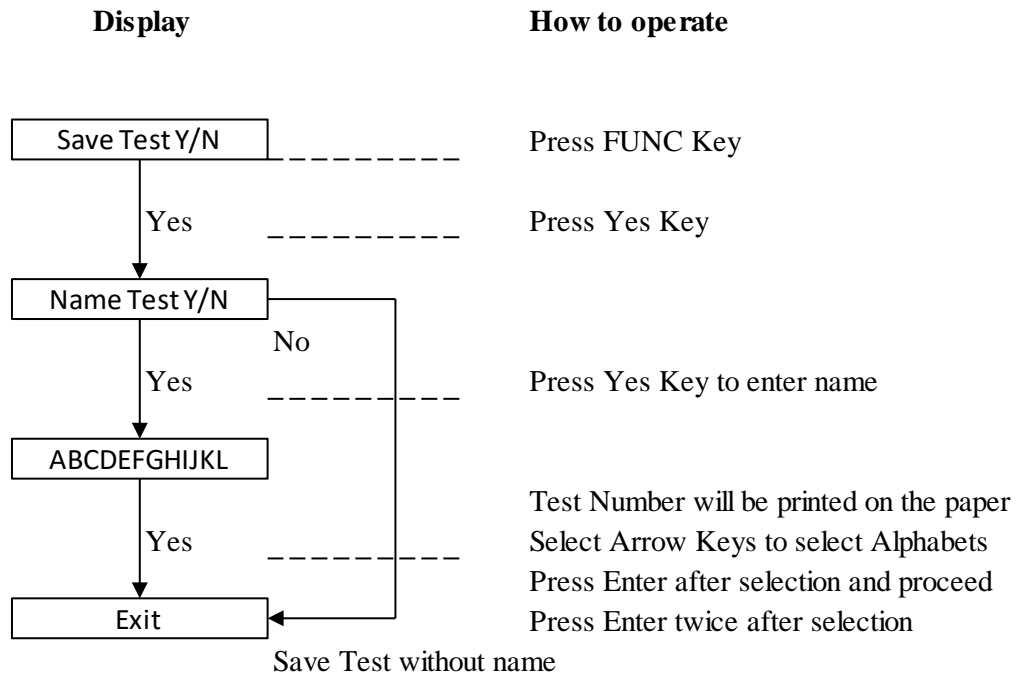 Display How to operate
Save Test Y/N Press FUNC Key
Yes Press Yes Key
Name Test Y/N
No
Yes Press Yes Key to enter name
ABCDEFGHIJKL
Test Number will be printed on the paper
Yes Select Arrow Keys to select Alphabets
Press Enter after selection and proceed
Exit Press Enter twice after selection
Save Test without name